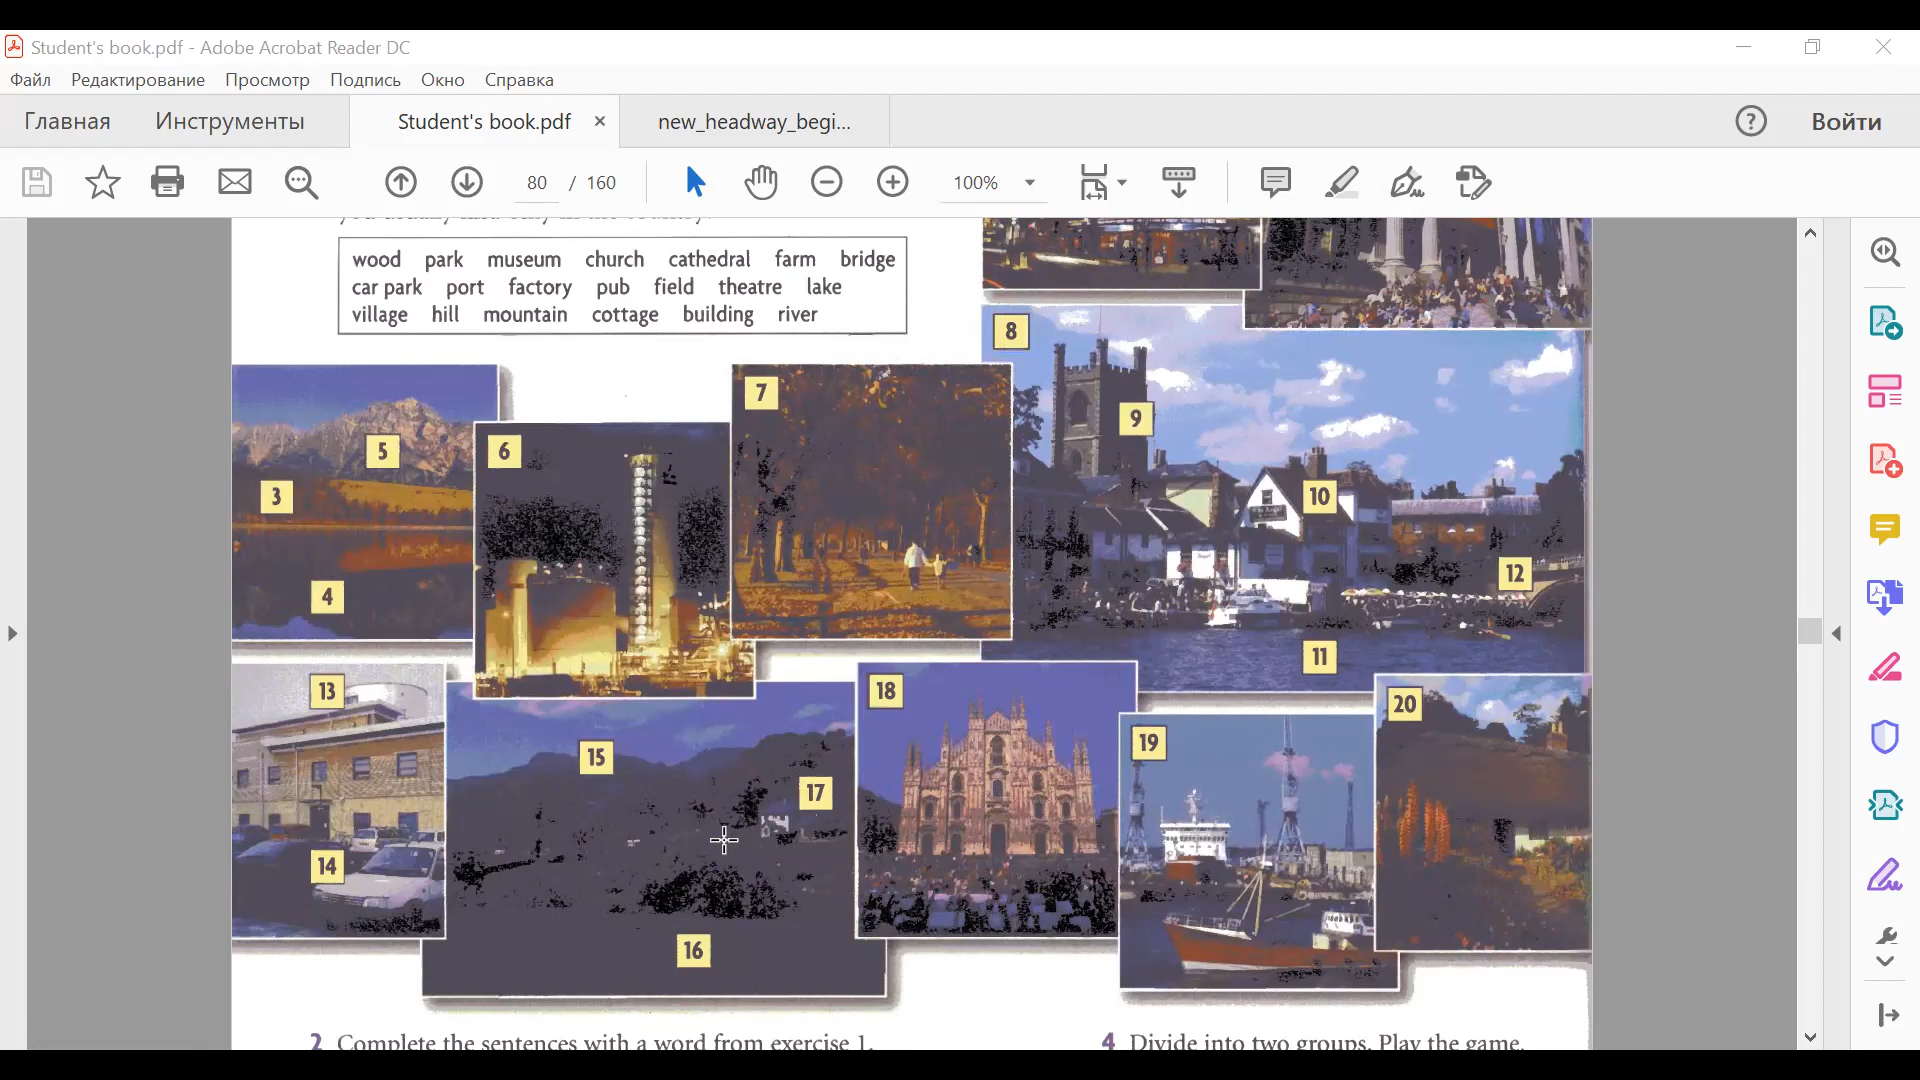 Student's book.pdf - Adobe Acrobat Reader DC
Файл Редактирование Просмотр Подпись Окно Справка
Главная Инструменты Student's book.pdf × new_headway_begi... Войти
80 / 160 100%
wood park museum church cathedral farm bridge
car park port factory pub field theatre lake
village hill mountain cottage building river
8
7
9
5
6
3
10
12
4
11
13
18
20
19
15
17
14
16
2 Complete the sentences with a word from exercise 1.
4 Divide into two groups. Play the game.